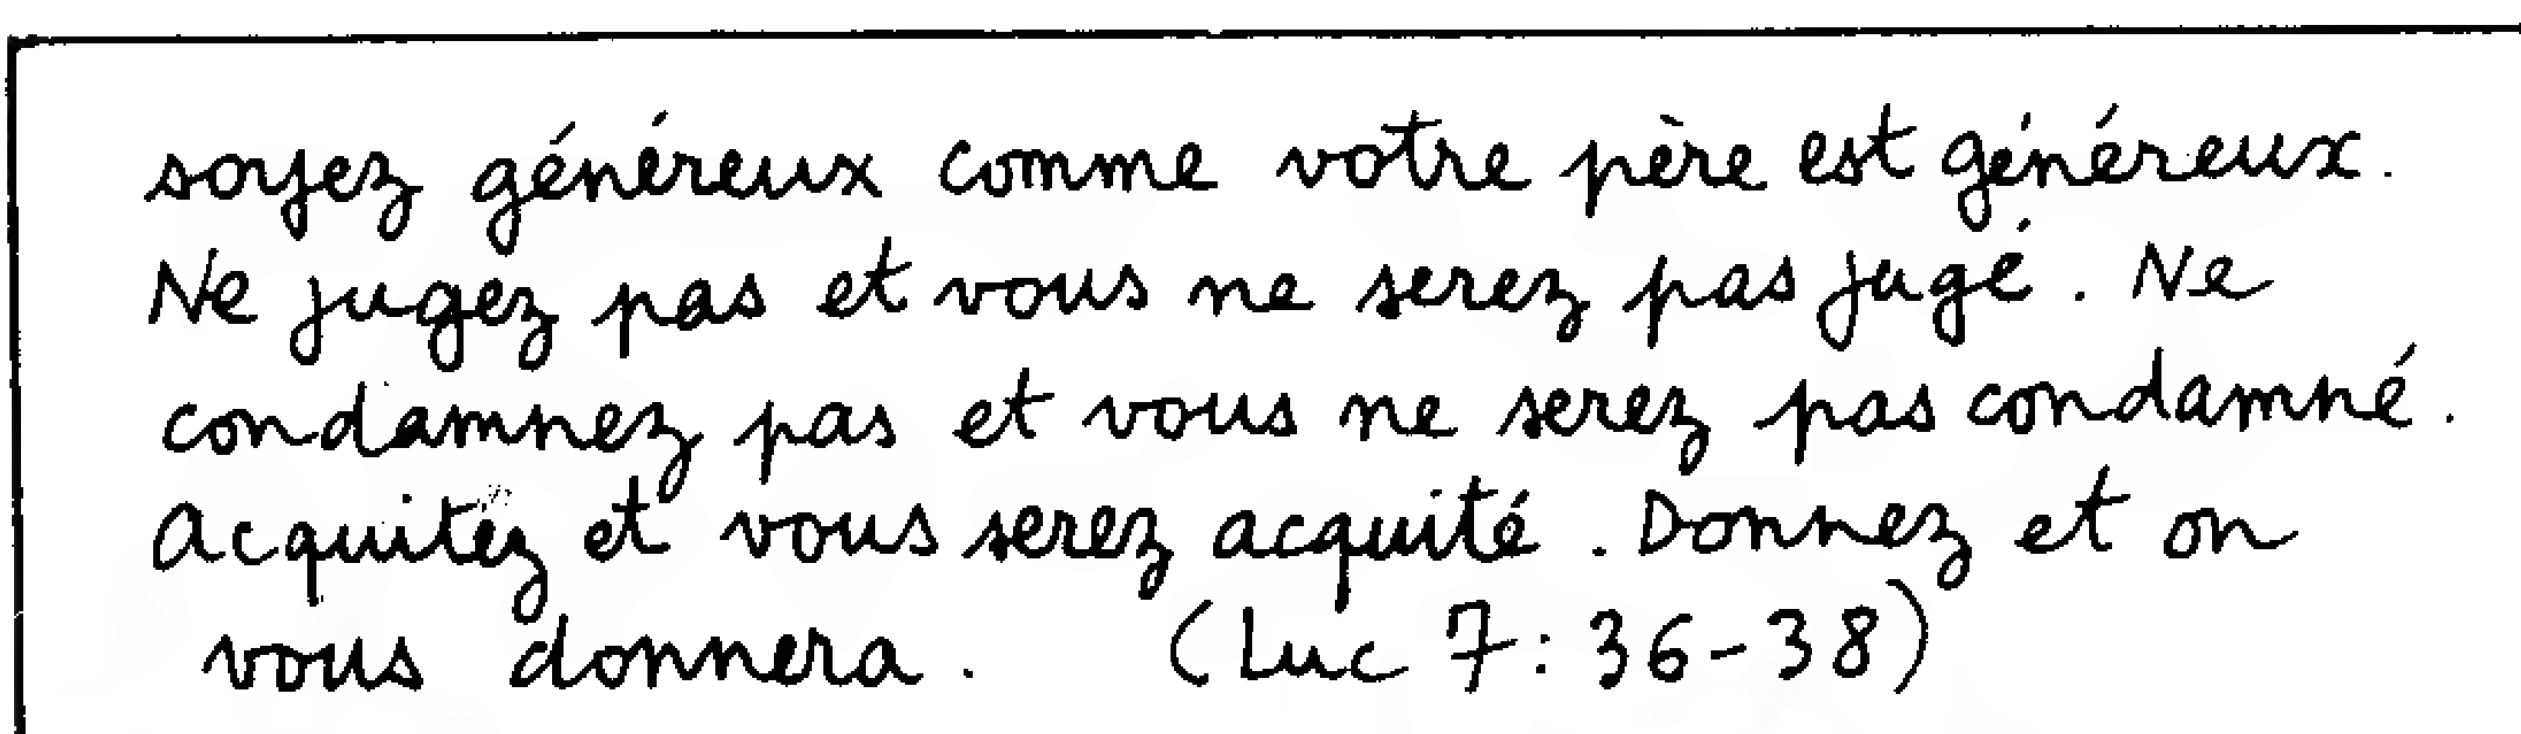 soyez généreux comme votre père est généreux.
Ne jugez pas et vous ne serez pas jugé. Ne
condamnez pas et vous ne serez pas condamné.
Acquitez et vous serez acquité. Donnez et on
vous donnera. (Luc 7: 36-38)